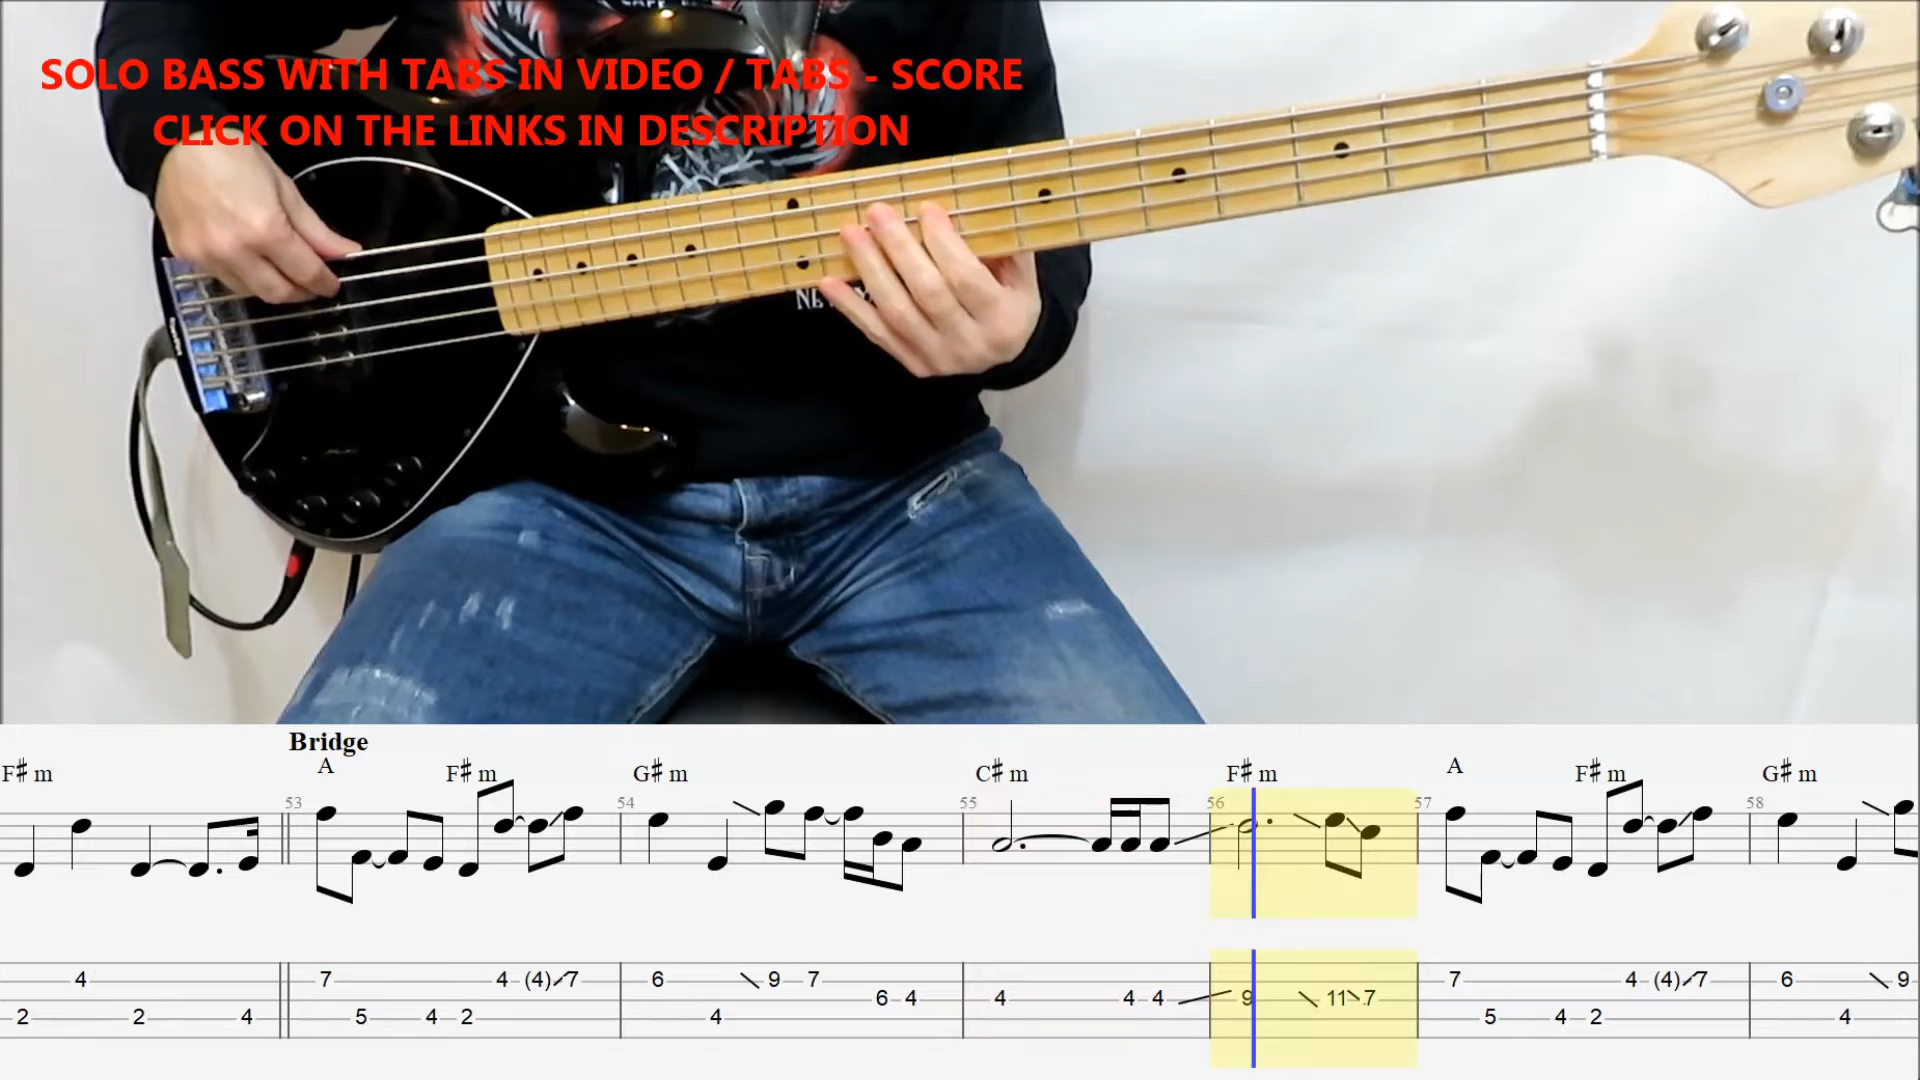 CAFE
SOLO BASS WITH TABS IN VIDEO / TABS - SCORE
CLICK ON THE LINKS IN DESCRIPTION
Bridge
F♯m A F♯m G♯m C♯m F♯m A F♯m G♯m
53 54 55 56 57 58
4 7 4 (4) 7 6 9 7 7 4 (4) 7 6 9
6 4 4 4 4 9 11 7
2 2 4 5 4 2 4 5 4 2 4